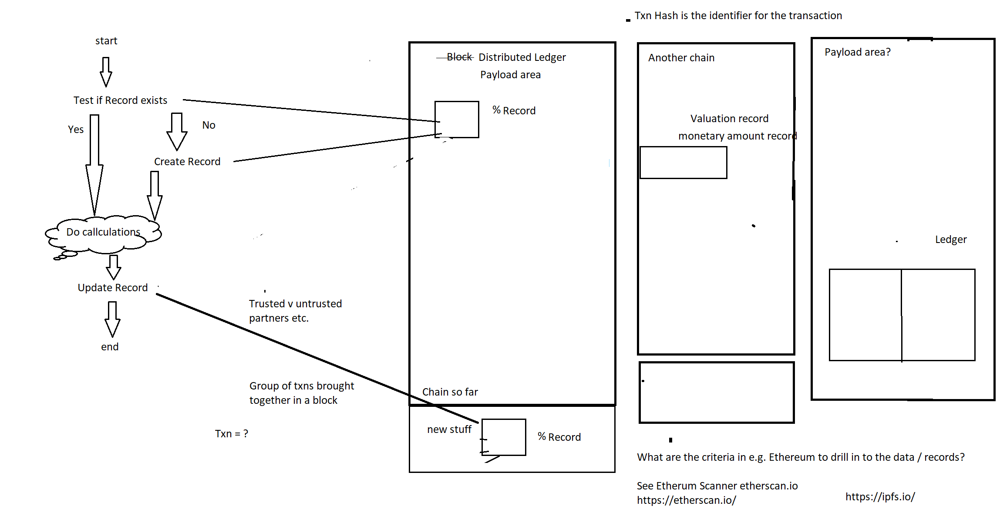 Txn Hash is the identifier for the transaction
start
Test if Record exists
Yes
No
Create Record
Do callculations
Update Record
end
Trusted v untrusted
partners etc.
Group of txns brought
together in a block
Txn = ?
Block Distributed Ledger
Payload area
% Record
Chain so far
new stuff
% Record
Another chain
Valuation record
monetary amount record
Payload area?
Ledger
What are the criteria in e.g. Ethereum to drill in to the data / records?
See Etherum Scanner etherscan.io
https://etherscan.io/
https://ipfs.io/